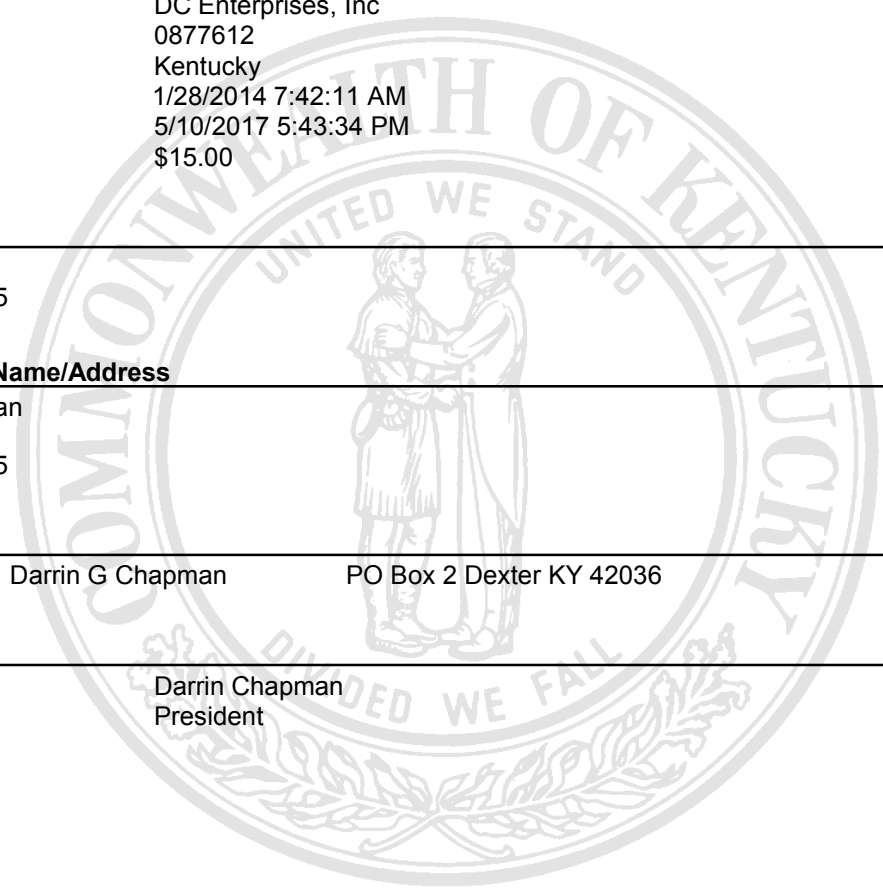 DC Enterprises, Inc
0877612
Kentucky
1/28/2014 7:42:11 AM
5/10/2017 5:43:34 PM
$15.00
COMMONWEALTH OF KENTUCKY
UNITED WE STAND
5
Name/Address
an
5
Darrin G Chapman PO Box 2 Dexter KY 42036
Darrin Chapman
President
DIVIDED WE FALL